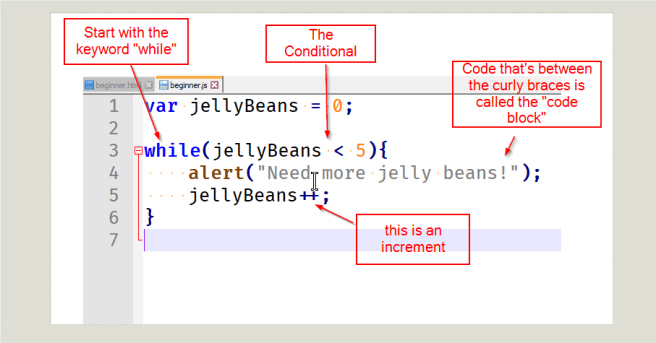 Start with the
keyword "while"
The
Conditional
Code that's between
the curly braces is
called the "code
block"
beginner.html
beginner.js
1 var jellyBeans = 0;
2
3 while(jellyBeans < 5){
4 alert("Need more jelly beans!");
5 jellyBeans++;
6 }
7
this is an
increment